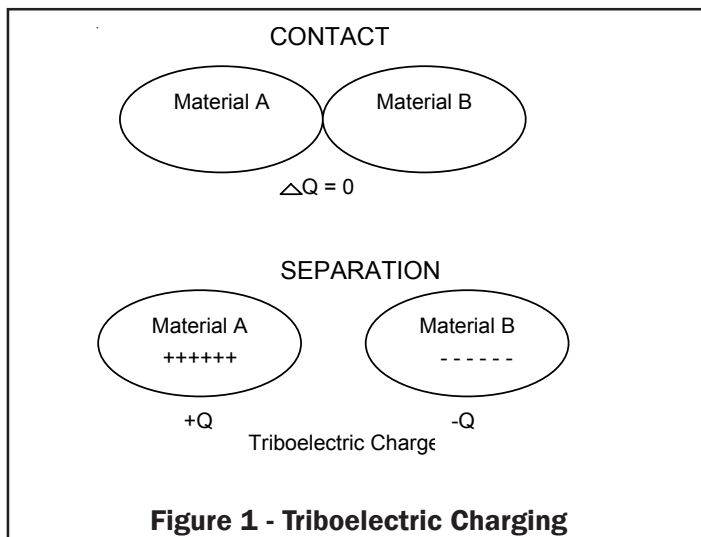 CONTACT
Material A Material B
△Q = 0
SEPARATION
Material A Material B
++++++ - - - - - -
+Q -Q
Triboelectric Charge
Figure 1 - Triboelectric Charging